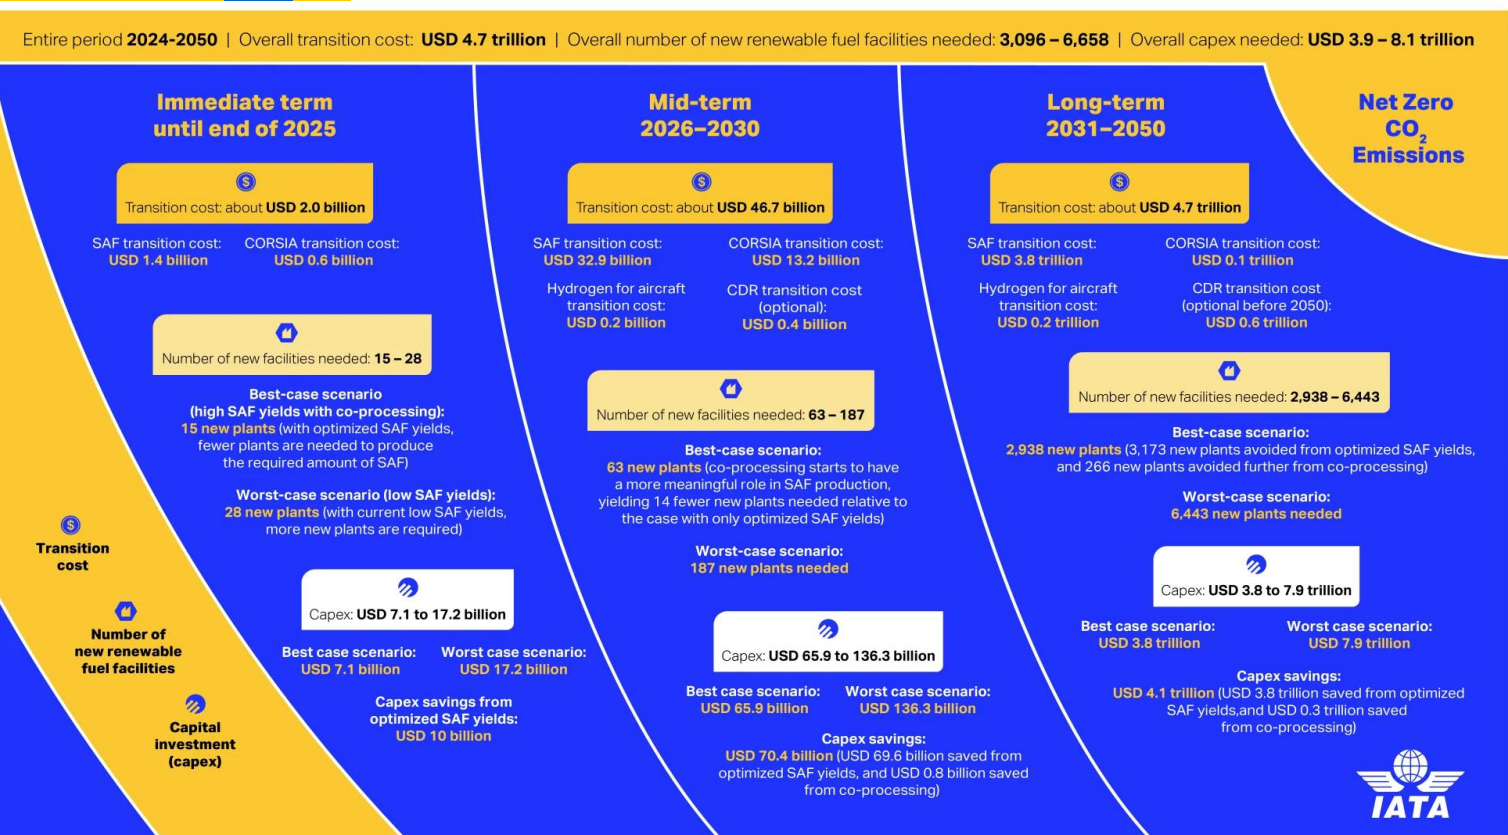 Entire period 2024-2050 | Overall transition cost: USD 4.7 trillion | Overall number of new renewable fuel facilities needed: 3,096 – 6,658 | Overall capex needed: USD 3.9 – 8.1 trillion
Immediate term
until end of 2025
Transition cost: about USD 2.0 billion
SAF transition cost:
USD 1.4 billion
CORSIA transition cost:
USD 0.6 billion
Number of new facilities needed: 15 – 28
Best-case scenario
(high SAF yields with co-processing):
15 new plants (with optimized SAF yields,
fewer plants are needed to produce
the required amount of SAF)
Worst-case scenario (low SAF yields):
28 new plants (with current low SAF yields,
more new plants are required)
Capex: USD 7.1 to 17.2 billion
Best case scenario:
USD 7.1 billion
Worst case scenario:
USD 17.2 billion
Capex savings from
optimized SAF yields:
USD 10 billion
Mid-term
2026–2030
Transition cost: about USD 46.7 billion
SAF transition cost:
USD 32.9 billion
CORSIA transition cost:
USD 13.2 billion
Hydrogen for aircraft
transition cost:
USD 0.2 billion
CDR transition cost
(optional):
USD 0.4 billion
Number of new facilities needed: 63 – 187
Best-case scenario:
63 new plants (co-processing starts to have
a more meaningful role in SAF production,
yielding 14 fewer new plants needed relative to
the case with only optimized SAF yields)
Worst-case scenario:
187 new plants needed
Capex: USD 65.9 to 136.3 billion
Best case scenario:
USD 65.9 billion
Worst case scenario:
USD 136.3 billion
Capex savings:
USD 70.4 billion (USD 69.6 billion saved from
optimized SAF yields, and USD 0.8 billion saved
from co-processing)
Long-term
2031–2050
Transition cost: about USD 4.7 trillion
SAF transition cost:
USD 3.8 trillion
CORSIA transition cost:
USD 0.1 trillion
Hydrogen for aircraft
transition cost:
USD 0.2 trillion
CDR transition cost
(optional before 2050):
USD 0.6 trillion
Number of new facilities needed: 2,938 – 6,443
Best-case scenario:
2,938 new plants (3,173 new plants avoided from optimized SAF yields,
and 266 new plants avoided further from co-processing)
Worst-case scenario:
6,443 new plants needed
Capex: USD 3.8 to 7.9 trillion
Best case scenario:
USD 3.8 trillion
Worst case scenario:
USD 7.9 trillion
Capex savings:
USD 4.1 trillion (USD 3.8 trillion saved from optimized
SAF yields,and USD 0.3 trillion saved
from co-processing)
Net Zero
CO₂
Emissions
$
Transition
cost
Number of
new renewable
fuel facilities
Capital
investment
(capex)
IATA